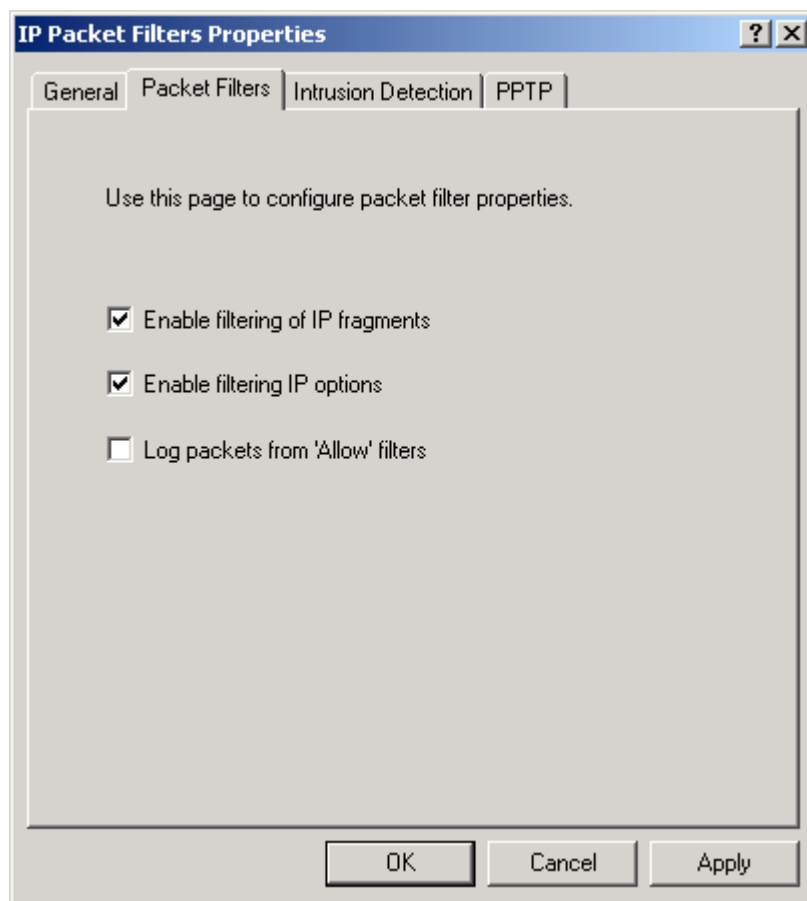 IP Packet Filters Properties
General Packet Filters Intrusion Detection PPTP
Use this page to configure packet filter properties.
Enable filtering of IP fragments
Enable filtering IP options
Log packets from 'Allow' filters
OK Cancel Apply